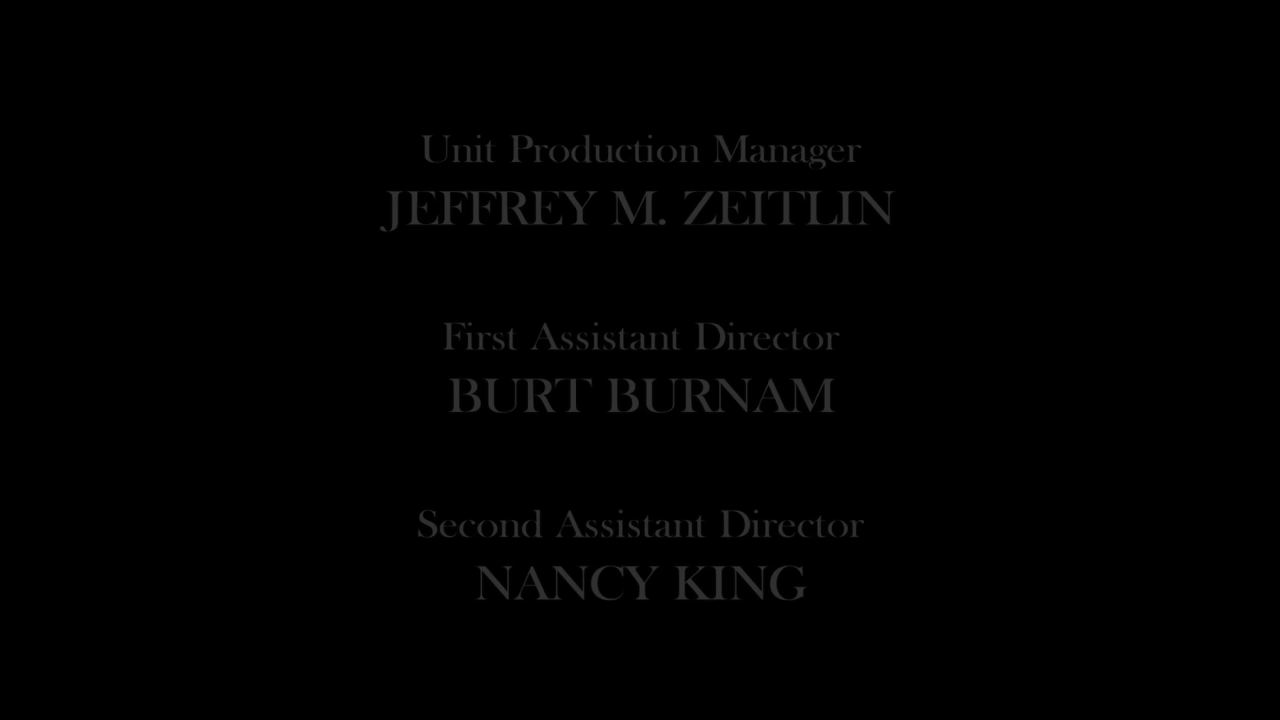 Unit Production Manager
JEFFREY M. ZEITLIN
First Assistant Director
BURT BURNAM
Second Assistant Director
NANCY KING